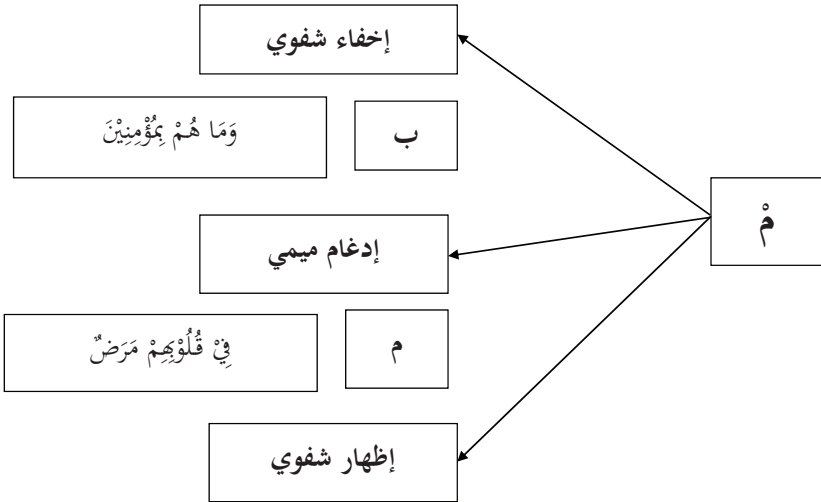 إخفاء شفوي
ب
وَمَا هُمْ بِمُؤْمِنِيْنَ
مْ
إدغام ميمي
م
فِيْ قُلُوْبِهِمْ مَرَضٌ
إظهار شفوي